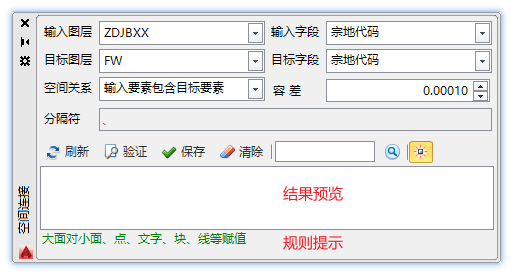 输入图层 ZDJBXX 输入字段 宗地代码
目标图层 FW 目标字段 宗地代码
空间关系 输入要素包含目标要素 容 差 0.00010
分隔符 、
刷新 验证 保存 清除
结果预览
大面对小面、点、文字、块、线等赋值 规则提示
空间连接